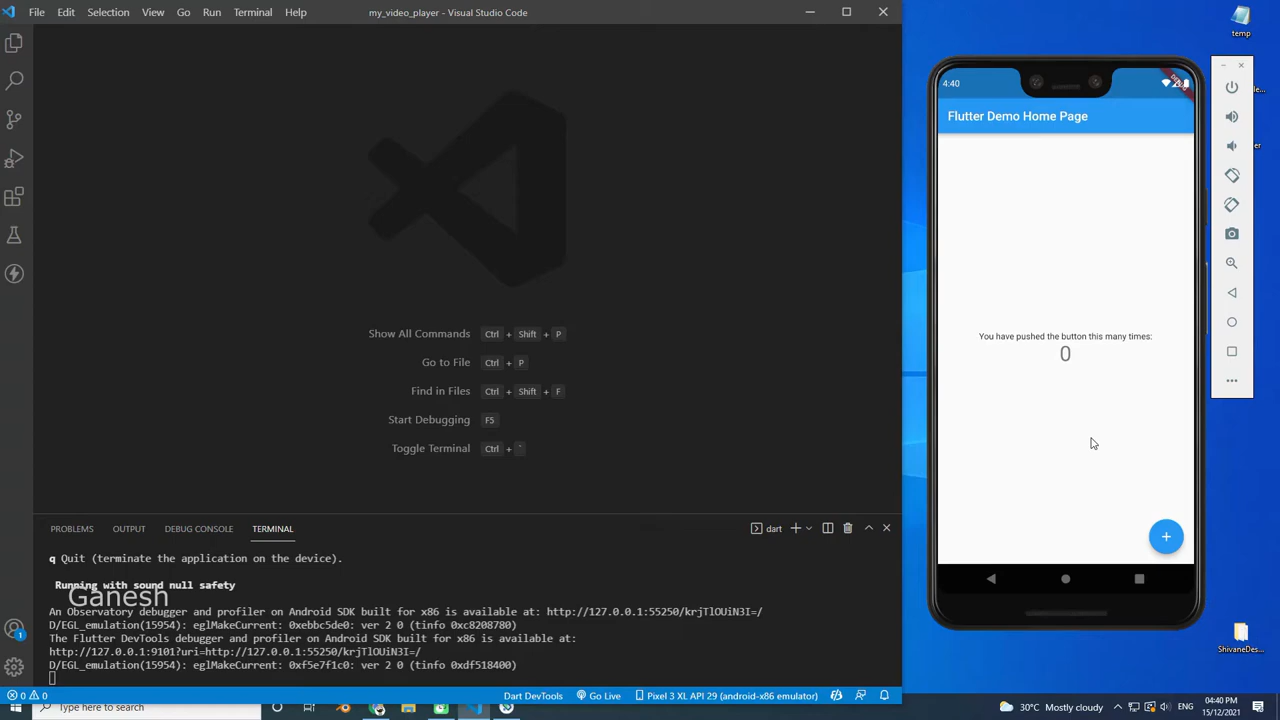 File Edit Selection View Go Run Terminal Help
my_video_player - Visual Studio Code
temp
4:40
DEBUG
Flutter Demo Home Page
Show All Commands Ctrl + Shift + P
Go to File Ctrl + P
Find in Files Ctrl + Shift + F
Start Debugging F5
Toggle Terminal Ctrl + `
You have pushed the button this many times:
0
+
PROBLEMS OUTPUT DEBUG CONSOLE TERMINAL
dart
q Quit (terminate the application on the device).
Running with sound null safety
Ganesh
An Observatory debugger and profiler on Android SDK built for x86 is available at: http://127.0.0.1:55250/krjTlOUiN3I=/
D/EGL_emulation(15954): eglMakeCurrent: 0xebbc5de0: ver 2 0 (tinfo 0xc8208780)
The Flutter DevTools debugger and profiler on Android SDK built for x86 is available at:
http://127.0.0.1:9101?uri=http://127.0.0.1:55250/krjTlOUiN3I=/
D/EGL_emulation(15954): eglMakeCurrent: 0xf5e7f1c0: ver 2 0 (tinfo 0xdf518400)
1
ShivaneDes...
0 0
Dart DevTools Go Live Pixel 3 XL API 29 (android-x86 emulator)
Type here to search
30°C Mostly cloudy
04:40 PM
15/12/2021